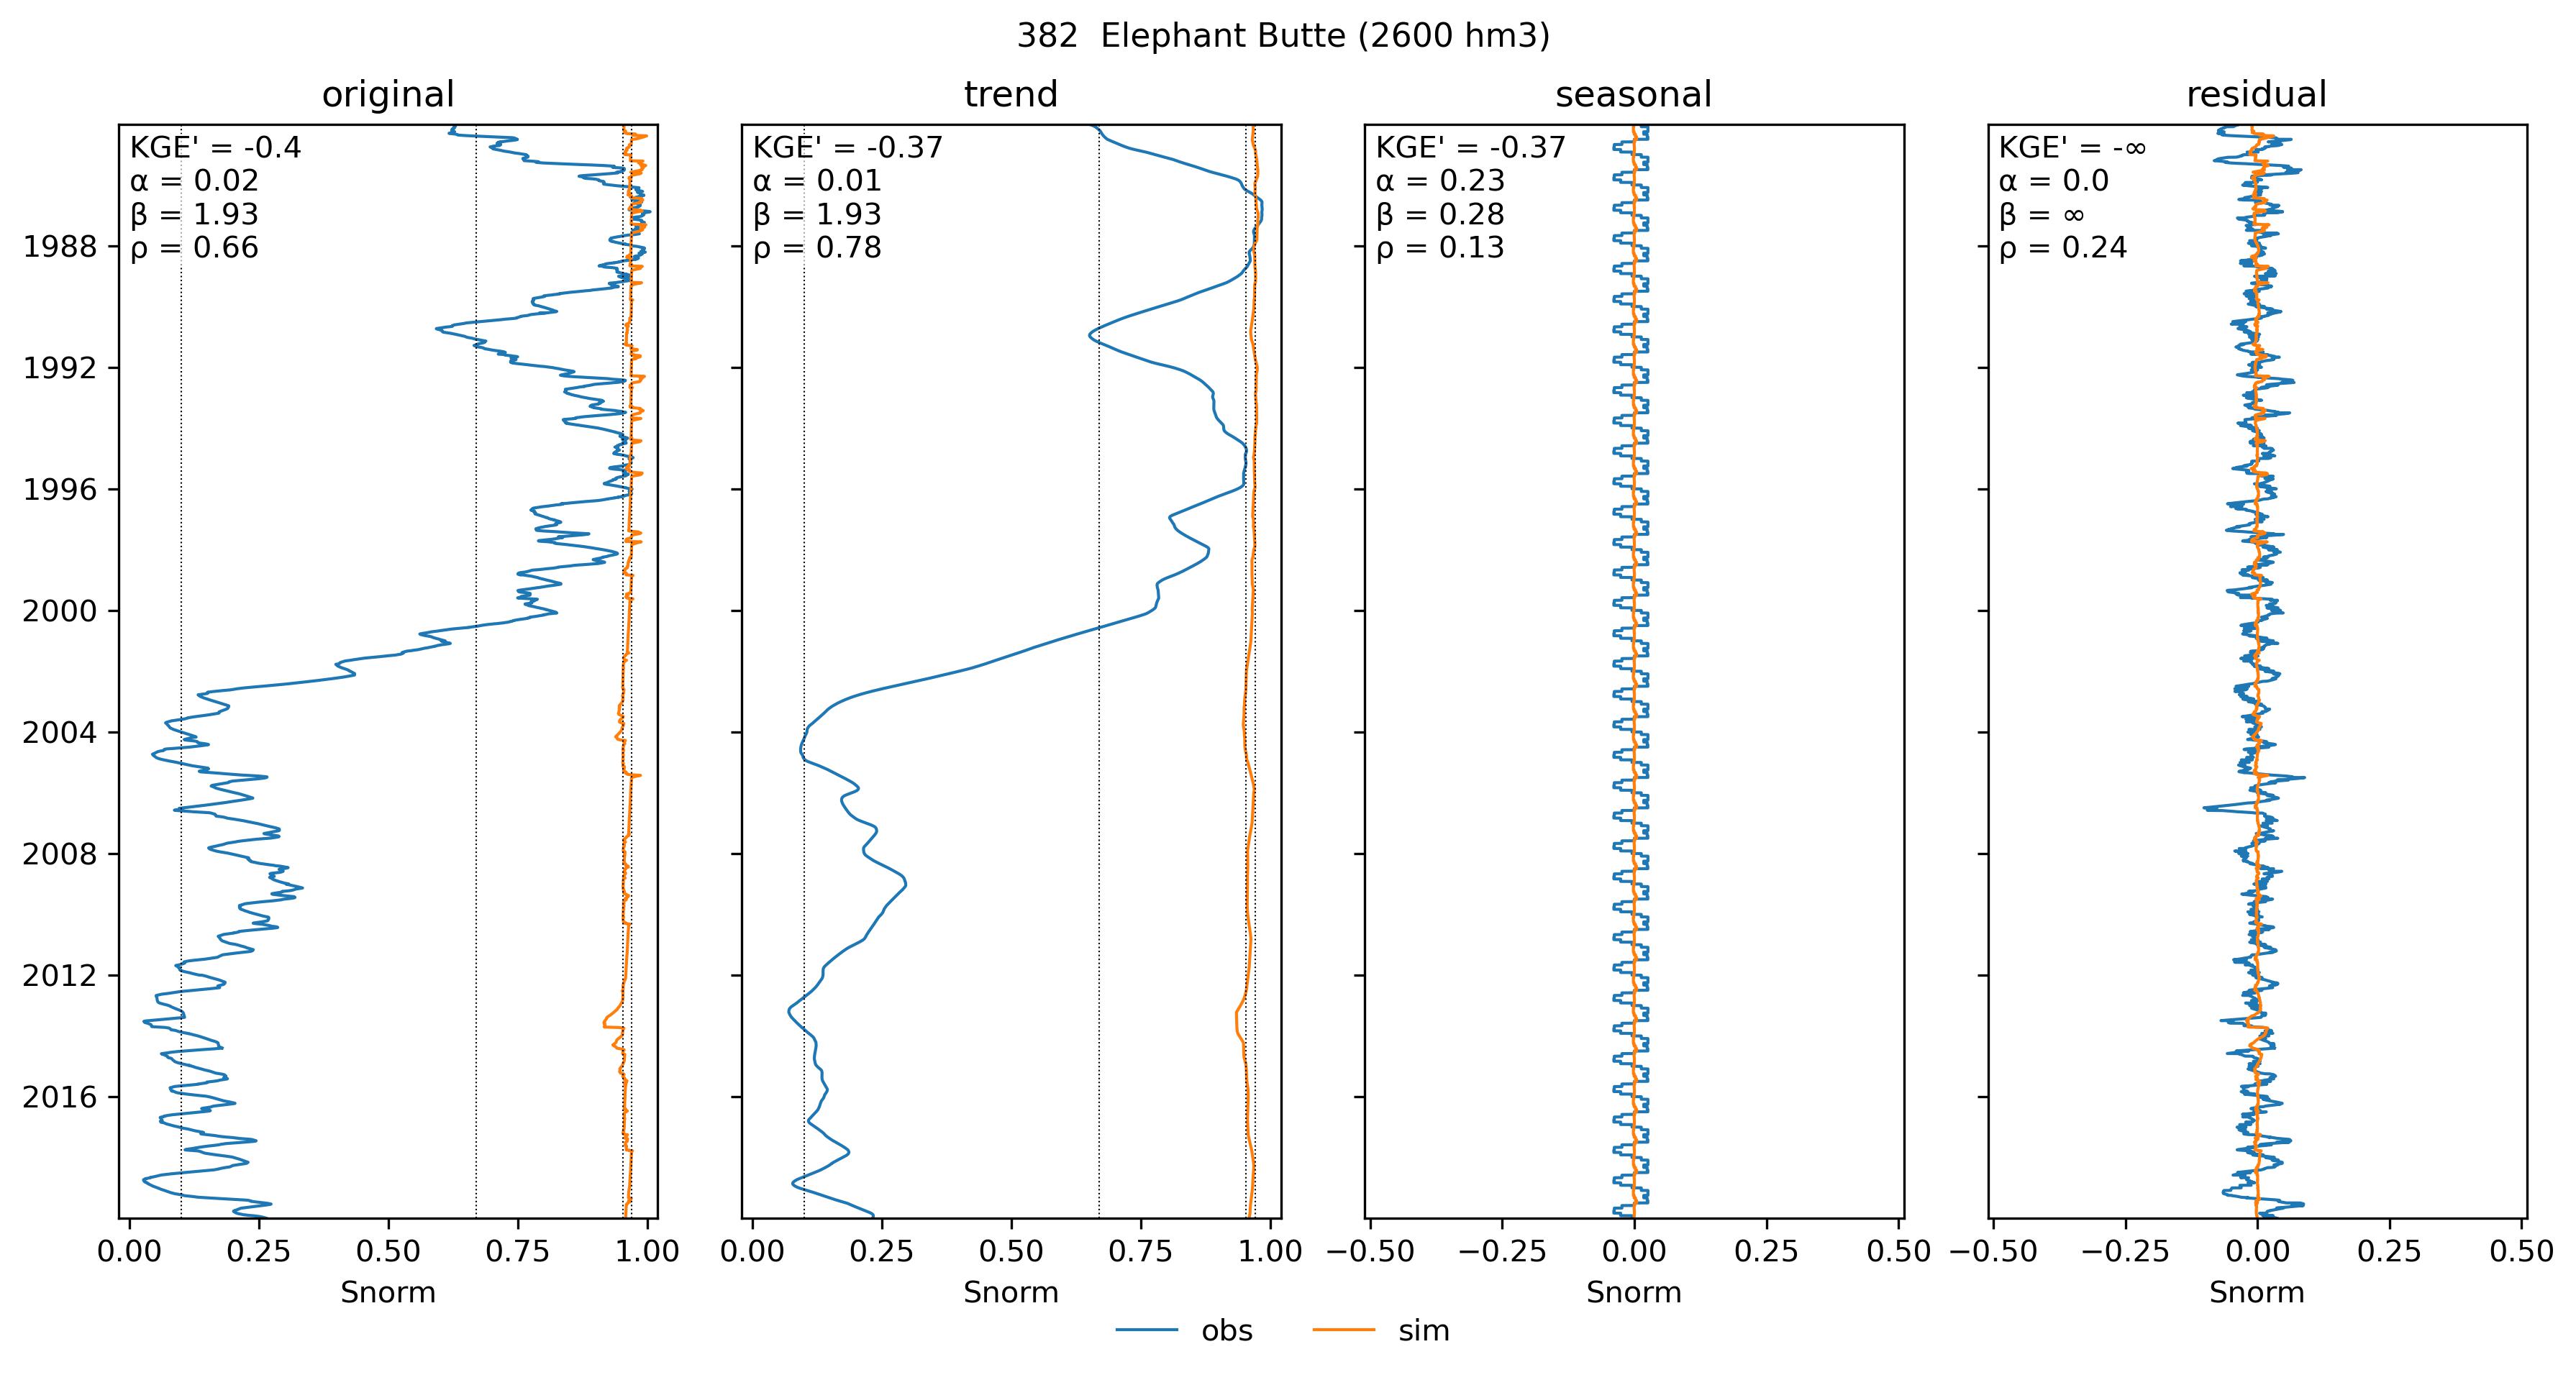 382  Elephant Butte (2600 hm3)
original
trend
seasonal
residual
KGE' = -0.4
α = 0.02
β = 1.93
ρ = 0.66
KGE' = -0.37
α = 0.01
β = 1.93
ρ = 0.78
KGE' = -0.37
α = 0.23
β = 0.28
ρ = 0.13
KGE' = -∞
α = 0.0
β = ∞
ρ = 0.24
1988
1992
1996
2000
2004
2008
2012
2016
0.00 0.25 0.50 0.75 1.00
0.00 0.25 0.50 0.75 1.00
−0.50 −0.25 0.00 0.25 0.50
−0.50 −0.25 0.00 0.25 0.50
Snorm
Snorm
Snorm
Snorm
obs
sim